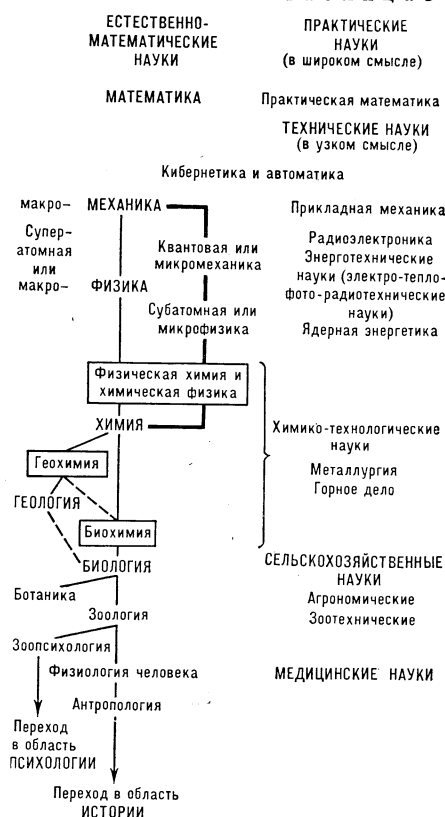 ЕСТЕСТВЕННО-
МАТЕМАТИЧЕСКИЕ
НАУКИ
ПРАКТИЧЕСКИЕ
НАУКИ
(в широком смысле)
МАТЕМАТИКА
Практическая математика
ТЕХНИЧЕСКИЕ НАУКИ
(в узком смысле)
Кибернетика и автоматика
макро- МЕХАНИКА
Прикладная механика
Супер-
атомная
или
макро- ФИЗИКА
Квантовая или
микромеханика
Субатомная или
микрофизика
Радиоэлектроника
Энерготехнические
науки (электро-тепло-
фото-радиотехнические
науки)
Ядерная энергетика
Физическая химия и
химическая физика
ХИМИЯ
Химико-технологические
науки
Металлургия
Горное дело
Геохимия
ГЕОЛОГИЯ
Биохимия
БИОЛОГИЯ
СЕЛЬСКОХОЗЯЙСТВЕННЫЕ
НАУКИ
Агрономические
Зоотехнические
Ботаника
Зоология
Зоопсихология
Физиология человека
МЕДИЦИНСКИЕ НАУКИ
Антропология
Переход
в область
ПСИХОЛОГИИ
Переход в область
ИСТОРИИ